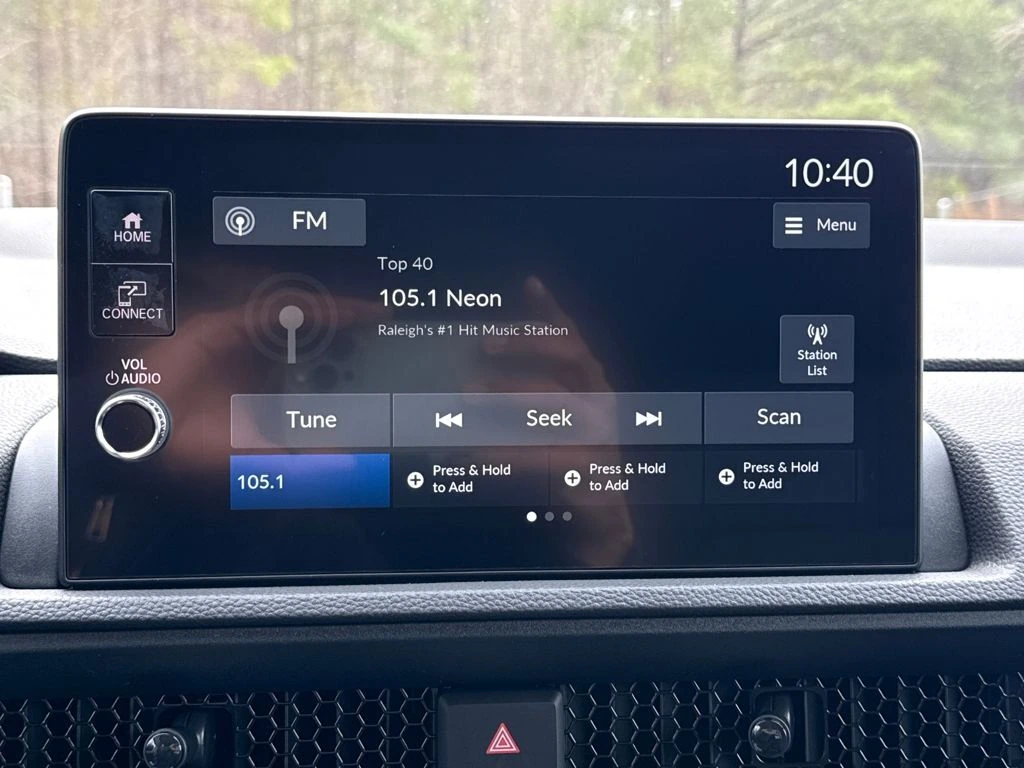 10:40
HOME
FM
Menu
CONNECT
Top 40
105.1 Neon
Raleigh's #1 Hit Music Station
Station
List
VOL
AUDIO
Tune
Seek
Scan
105.1
Press & Hold
to Add
Press & Hold
to Add
Press & Hold
to Add